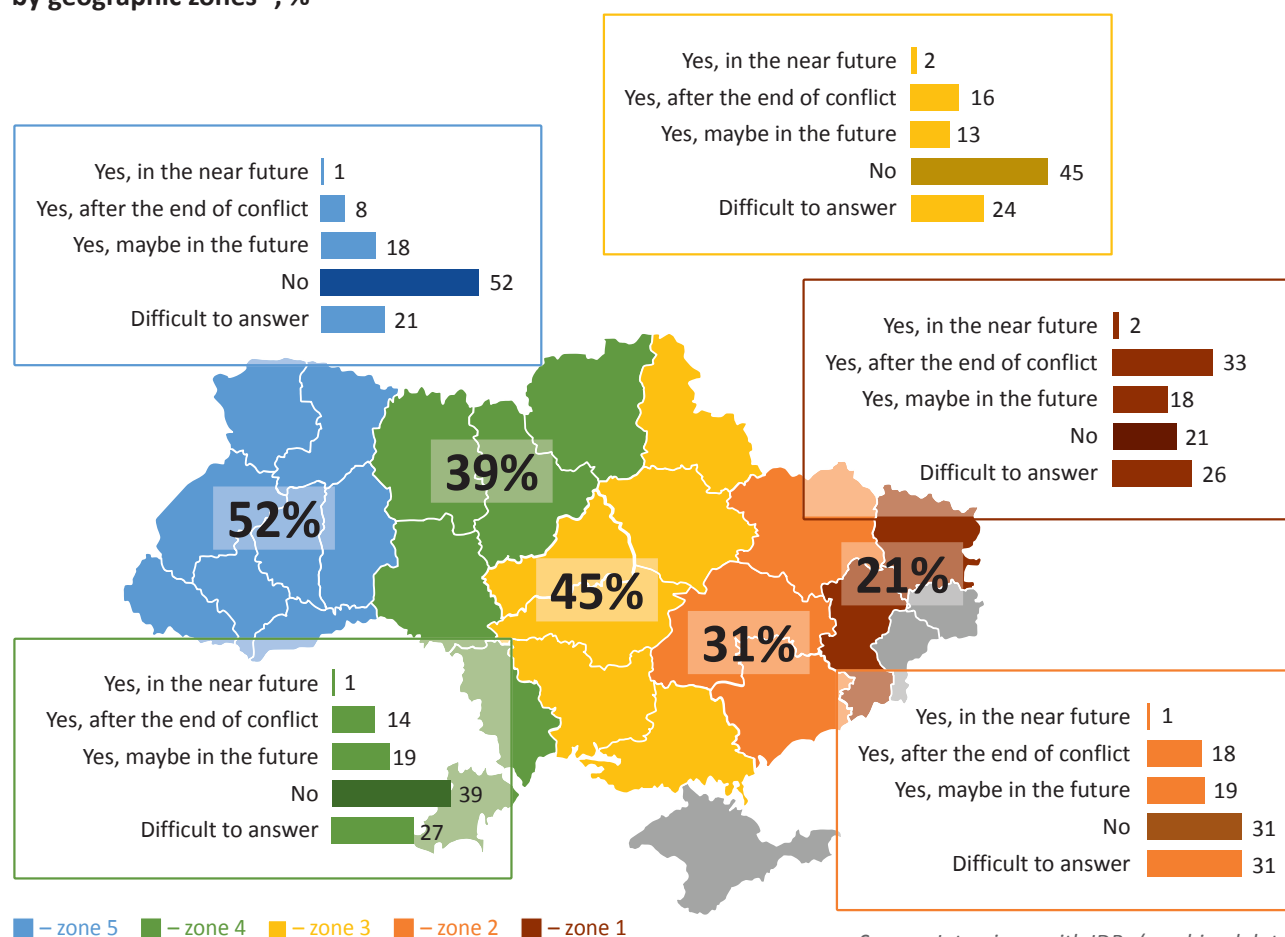 by geographic zones , %
Yes, in the near future 2
Yes, after the end of conflict 16
Yes, maybe in the future 13
No 45
Difficult to answer 24
Yes, in the near future 1
Yes, after the end of conflict 8
Yes, maybe in the future 18
No 52
Difficult to answer 21
Yes, in the near future 2
Yes, after the end of conflict 33
Yes, maybe in the future 18
No 21
Difficult to answer 26
39%
52%
21%
45%
31%
Yes, in the near future 1
Yes, after the end of conflict 14
Yes, maybe in the future 19
No 39
Difficult to answer 27
Yes, in the near future 1
Yes, after the end of conflict 18
Yes, maybe in the future 19
No 31
Difficult to answer 31
– zone 5 – zone 4 – zone 3 – zone 2 – zone 1